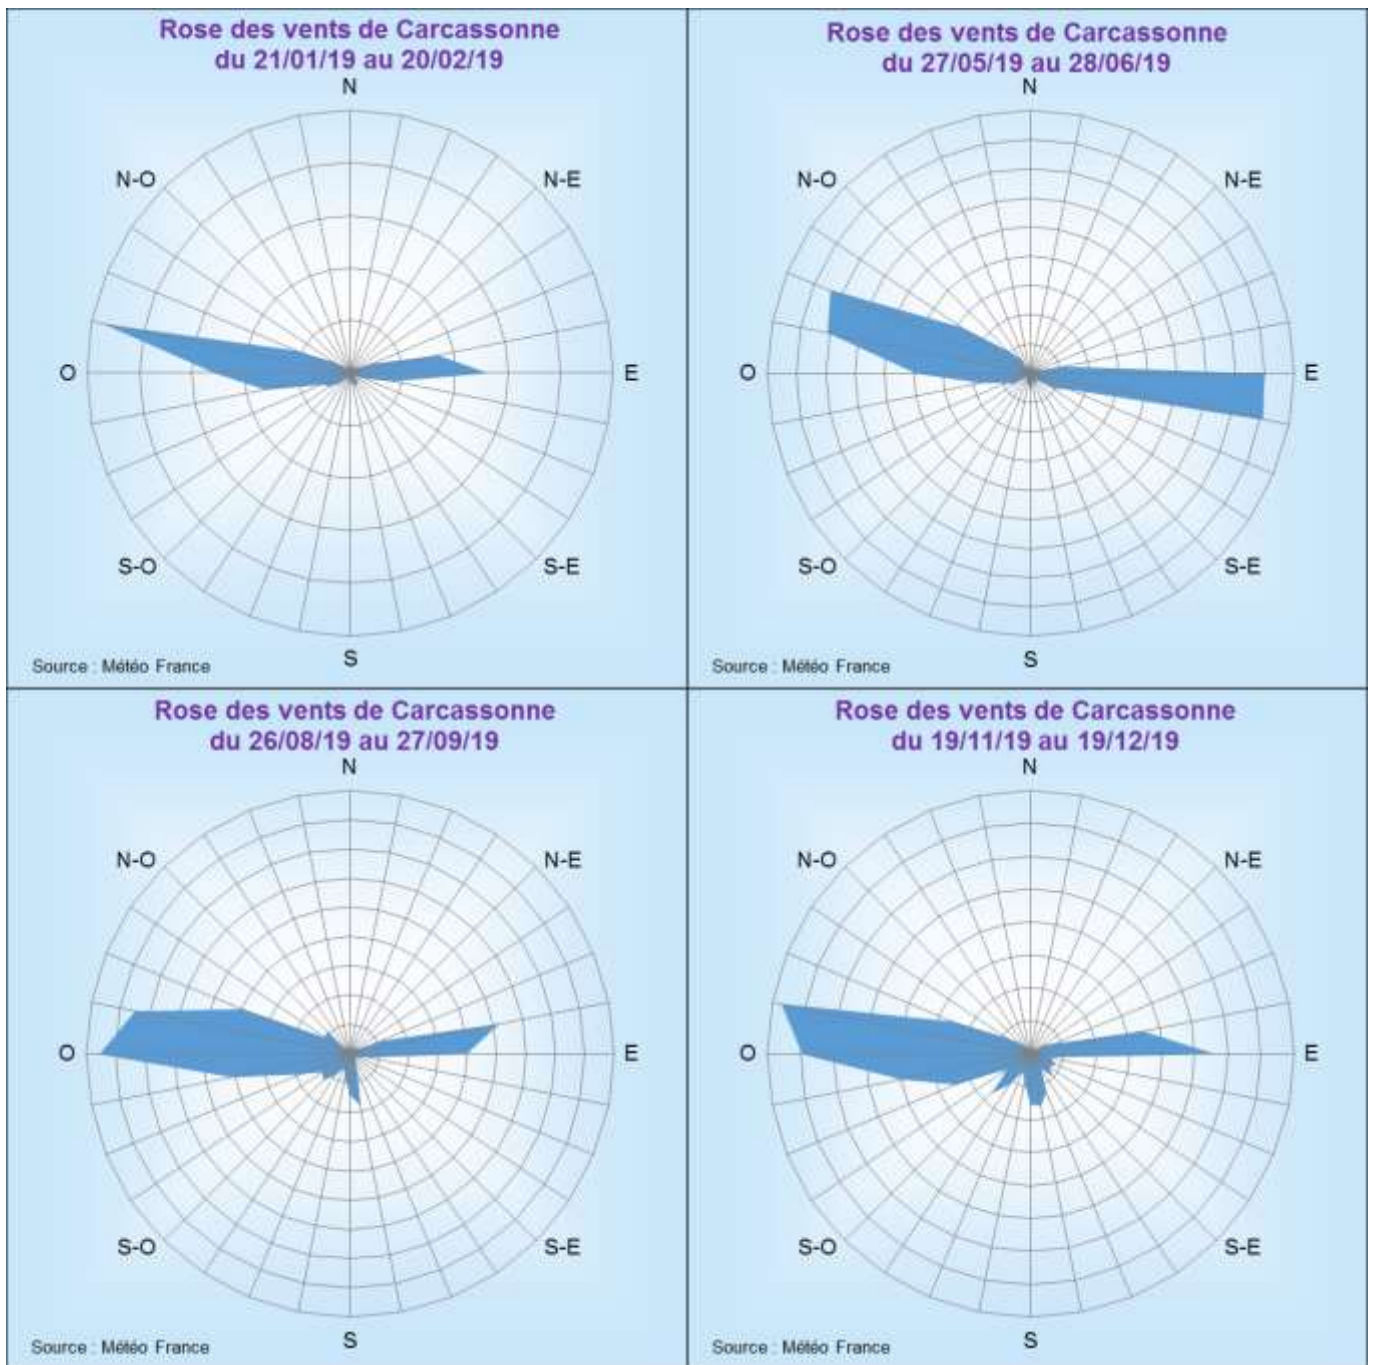 Rose des vents de Carcassonne
du 21/01/19 au 20/02/19
N
N-O
N-E
O
E
S-O
S-E
S
Source : Météo France
Rose des vents de Carcassonne
du 27/05/19 au 28/06/19
N
N-O
N-E
O
E
S-O
S-E
S
Source : Météo France
Rose des vents de Carcassonne
du 26/08/19 au 27/09/19
N
N-O
N-E
O
E
S-O
S-E
S
Source : Météo France
Rose des vents de Carcassonne
du 19/11/19 au 19/12/19
N
N-O
N-E
O
E
S-O
S-E
S
Source : Météo France